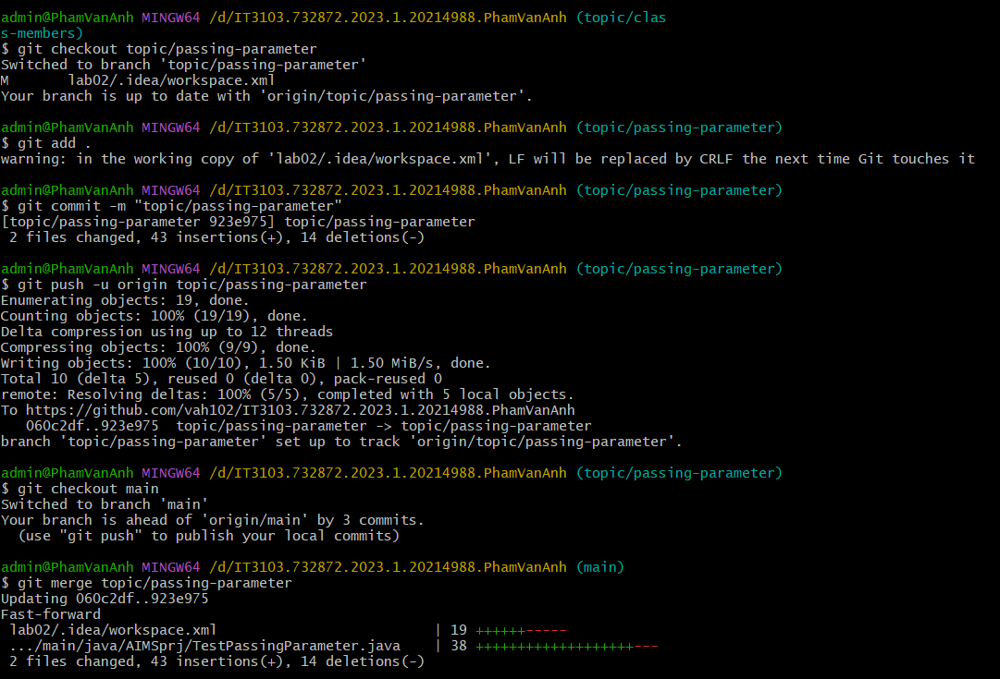 admin@PhamVanAnh MINGW64 /d/IT3103.732872.2023.1.20214988.PhamVanAnh (topic/clas
s-members)
$ git checkout topic/passing-parameter
Switched to branch 'topic/passing-parameter'
M       lab02/.idea/workspace.xml
Your branch is up to date with 'origin/topic/passing-parameter'.

admin@PhamVanAnh MINGW64 /d/IT3103.732872.2023.1.20214988.PhamVanAnh (topic/passing-parameter)
$ git add .
warning: in the working copy of 'lab02/.idea/workspace.xml', LF will be replaced by CRLF the next time Git touches it

admin@PhamVanAnh MINGW64 /d/IT3103.732872.2023.1.20214988.PhamVanAnh (topic/passing-parameter)
$ git commit -m "topic/passing-parameter"
[topic/passing-parameter 923e975] topic/passing-parameter
 2 files changed, 43 insertions(+), 14 deletions(-)

admin@PhamVanAnh MINGW64 /d/IT3103.732872.2023.1.20214988.PhamVanAnh (topic/passing-parameter)
$ git push -u origin topic/passing-parameter
Enumerating objects: 19, done.
Counting objects: 100% (19/19), done.
Delta compression using up to 12 threads
Compressing objects: 100% (9/9), done.
Writing objects: 100% (10/10), 1.50 KiB | 1.50 MiB/s, done.
Total 10 (delta 5), reused 0 (delta 0), pack-reused 0
remote: Resolving deltas: 100% (5/5), completed with 5 local objects.
To https://github.com/vah102/IT3103.732872.2023.1.20214988.PhamVanAnh
   060c2df..923e975  topic/passing-parameter -> topic/passing-parameter
branch 'topic/passing-parameter' set up to track 'origin/topic/passing-parameter'.

admin@PhamVanAnh MINGW64 /d/IT3103.732872.2023.1.20214988.PhamVanAnh (topic/passing-parameter)
$ git checkout main
Switched to branch 'main'
Your branch is ahead of 'origin/main' by 3 commits.
  (use "git push" to publish your local commits)

admin@PhamVanAnh MINGW64 /d/IT3103.732872.2023.1.20214988.PhamVanAnh (main)
$ git merge topic/passing-parameter
Updating 060c2df..923e975
Fast-forward
 lab02/.idea/workspace.xml                          | 19 ++++++-----
 .../main/java/AIMSprj/TestPassingParameter.java    | 38 +++++++++++++++++++---
 2 files changed, 43 insertions(+), 14 deletions(-)